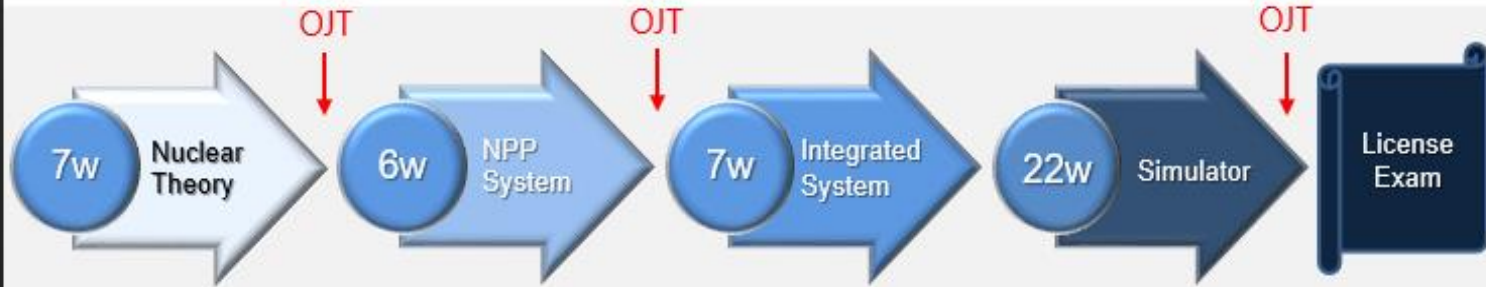 OJT
OJT
OJT
7w
Nuclear
Theory
6w
NPP
System
7w
Integrated
System
22w
Simulator
License
Exam